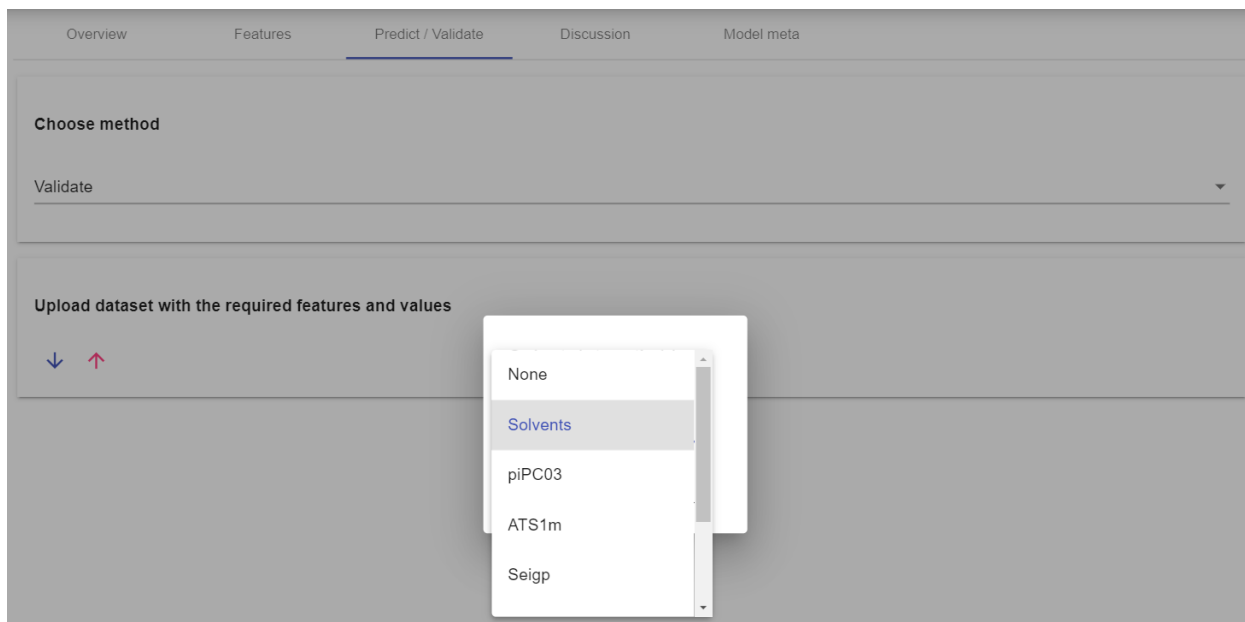 Overview Features Predict / Validate Discussion Model meta
Choose method
Validate
Upload dataset with the required features and values
None
Solvents
piPC03
ATS1m
Seigp